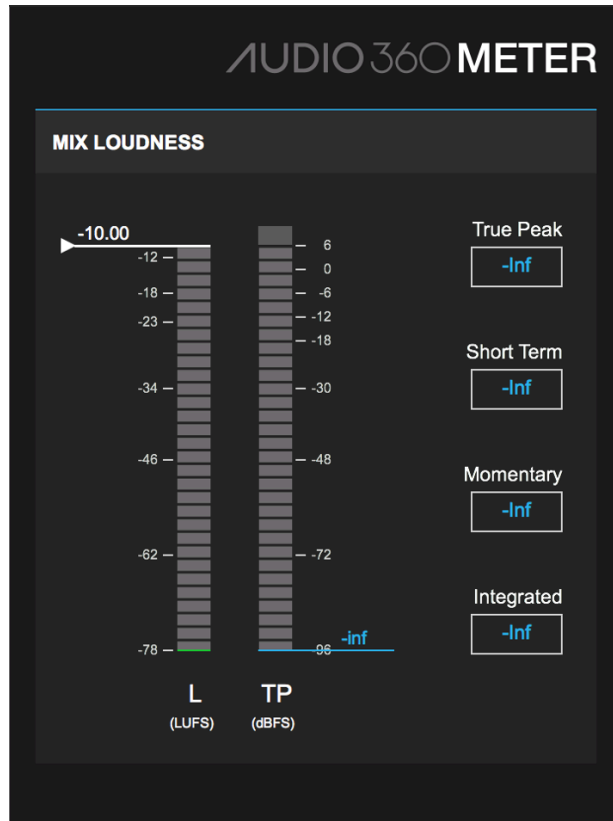 AUDIO360METER
MIX LOUDNESS
-10.00
-12
-18
-23
-34
-46
-62
-78
L
(LUFS)
6
0
-6
-12
-18
-30
-48
-72
-96
-inf
TP
(dBFS)
True Peak
-Inf
Short Term
-Inf
Momentary
-Inf
Integrated
-Inf